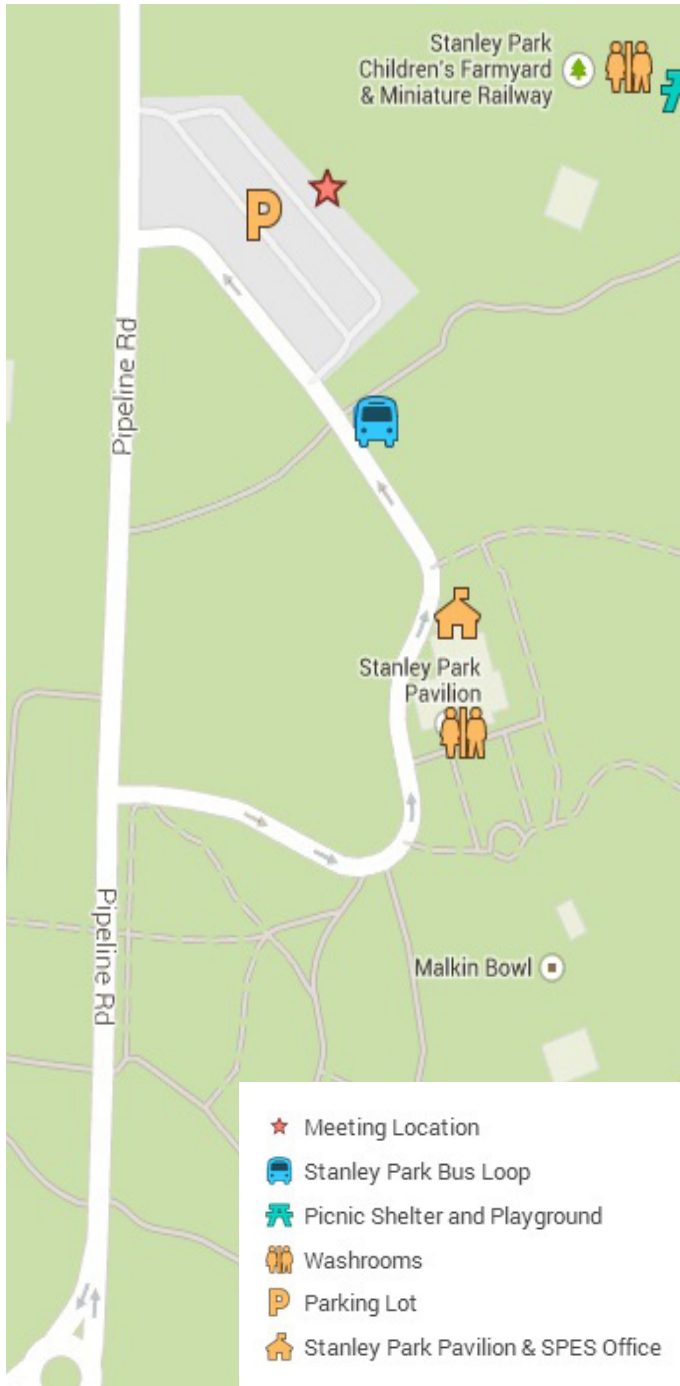 Stanley Park
Children's Farmyard
& Miniature Railway
P
Pipeline Rd
Stanley Park
Pavilion
Pipeline Rd
Malkin Bowl
Meeting Location
Stanley Park Bus Loop
Picnic Shelter and Playground
Washrooms
P Parking Lot
Stanley Park Pavilion & SPES Office